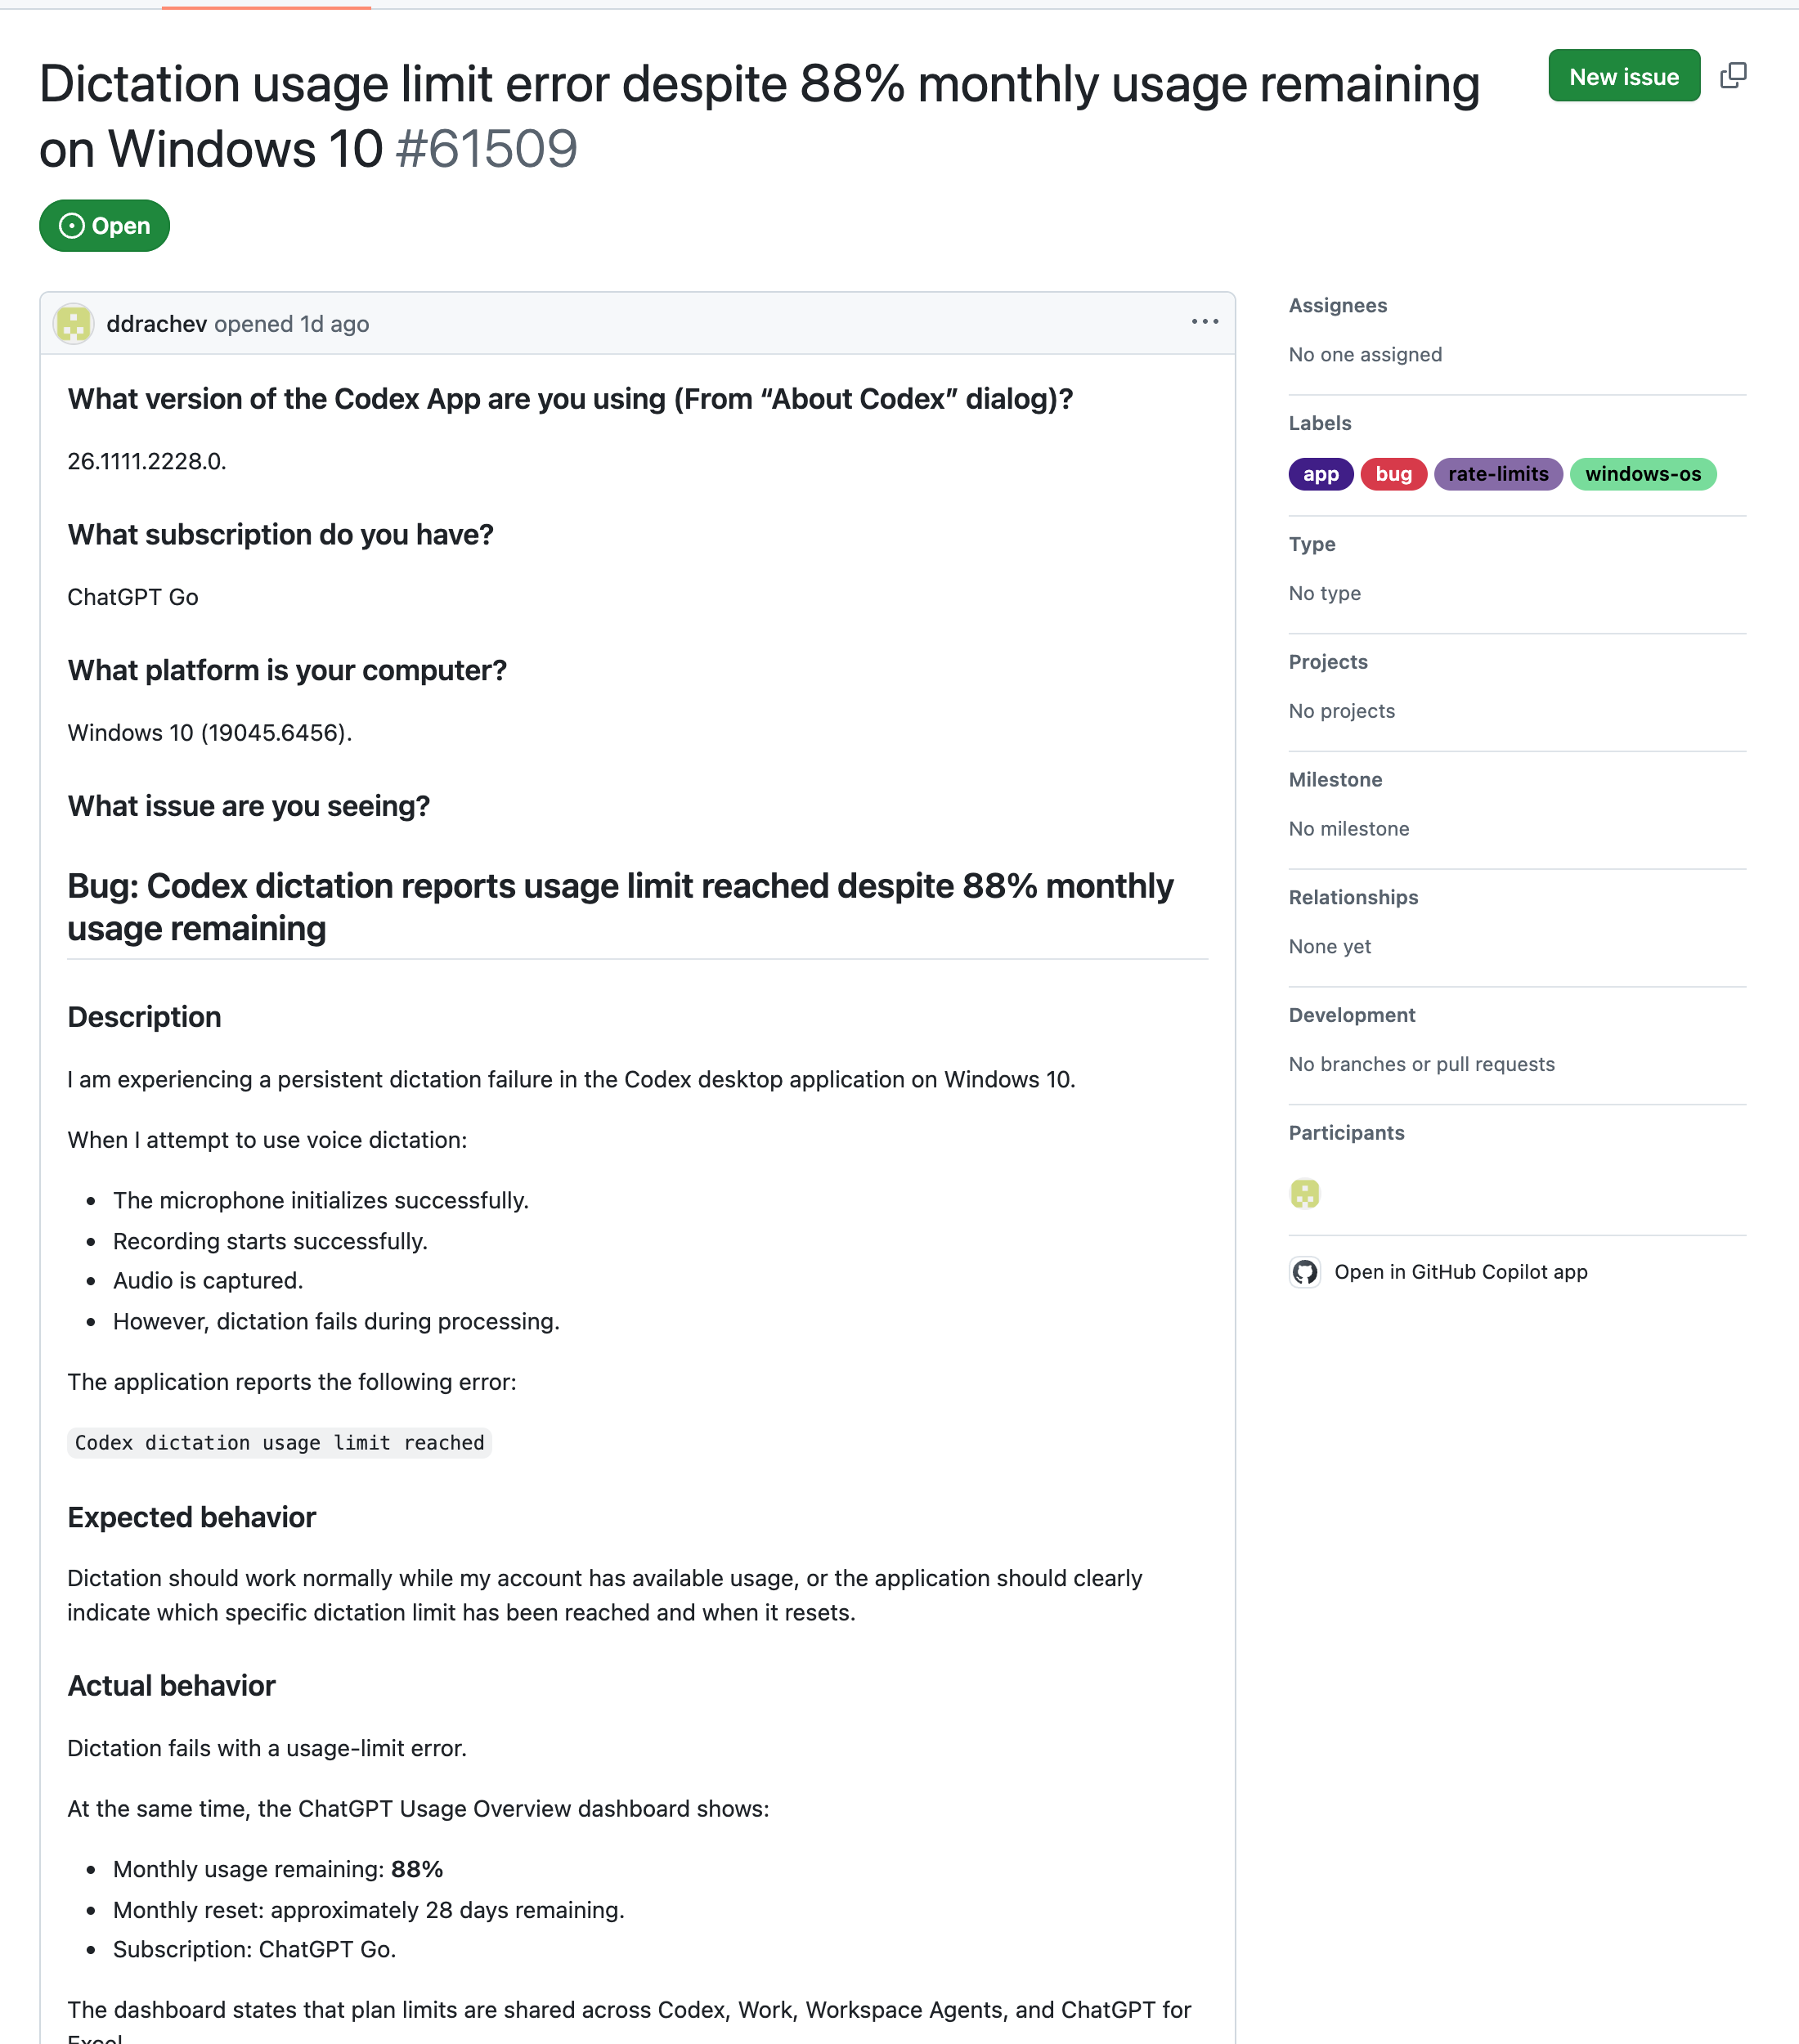 Dictation usage limit error despite 88% monthly usage remaining
on Windows 10 #61509
New issue
Open
ddrachev opened 1d ago
What version of the Codex App are you using (From “About Codex” dialog)?
26.1111.2228.0.
What subscription do you have?
ChatGPT Go
What platform is your computer?
Windows 10 (19045.6456).
What issue are you seeing?
Bug: Codex dictation reports usage limit reached despite 88% monthly
usage remaining
Description
I am experiencing a persistent dictation failure in the Codex desktop application on Windows 10.
When I attempt to use voice dictation:
The microphone initializes successfully.
Recording starts successfully.
Audio is captured.
However, dictation fails during processing.
The application reports the following error:
Codex dictation usage limit reached
Expected behavior
Dictation should work normally while my account has available usage, or the application should clearly
indicate which specific dictation limit has been reached and when it resets.
Actual behavior
Dictation fails with a usage-limit error.
At the same time, the ChatGPT Usage Overview dashboard shows:
Monthly usage remaining: 88%
Monthly reset: approximately 28 days remaining.
Subscription: ChatGPT Go.
The dashboard states that plan limits are shared across Codex, Work, Workspace Agents, and ChatGPT for
Excel
Assignees
No one assigned
Labels
app bug rate-limits windows-os
Type
No type
Projects
No projects
Milestone
No milestone
Relationships
None yet
Development
No branches or pull requests
Participants
Open in GitHub Copilot app